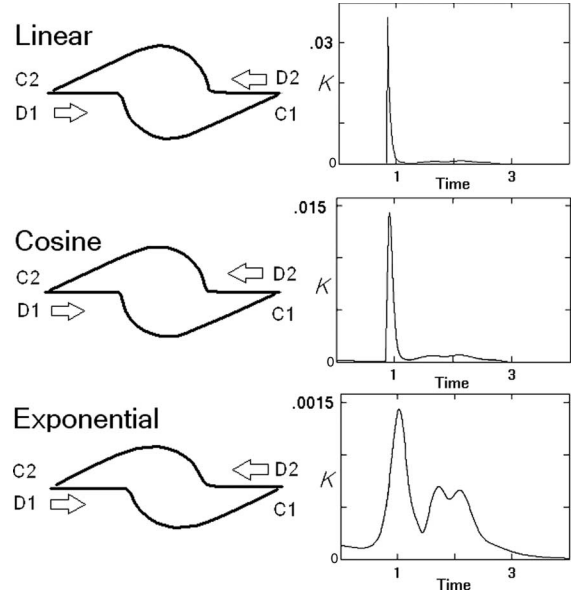 Linear
C2
D2
D1
C1
.03
K
0
1
3
Time
Cosine
C2
D2
D1
C1
.015
K
0
1
3
Time
Exponential
C2
D2
D1
C1
.0015
K
0
1
3
Time